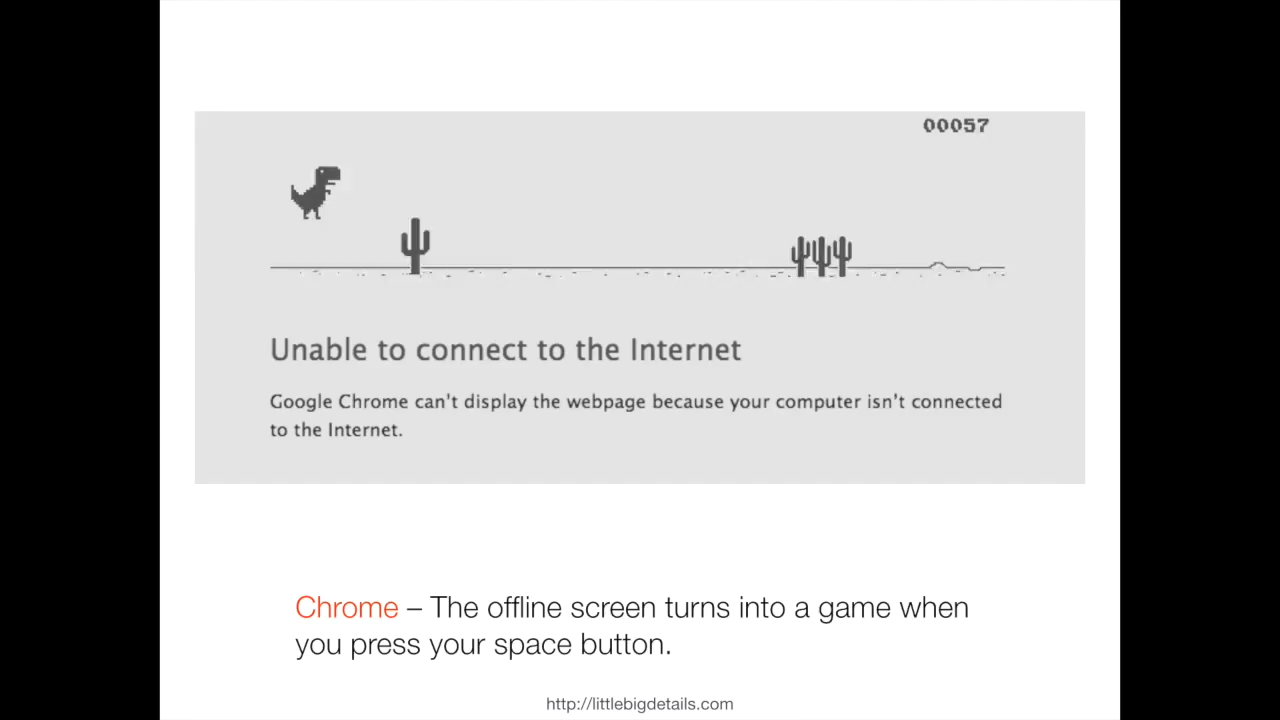 00057
Unable to connect to the Internet
Google Chrome can't display the webpage because your computer isn't connected
to the Internet.
Chrome – The offline screen turns into a game when
you press your space button.
http://littlebigdetails.com